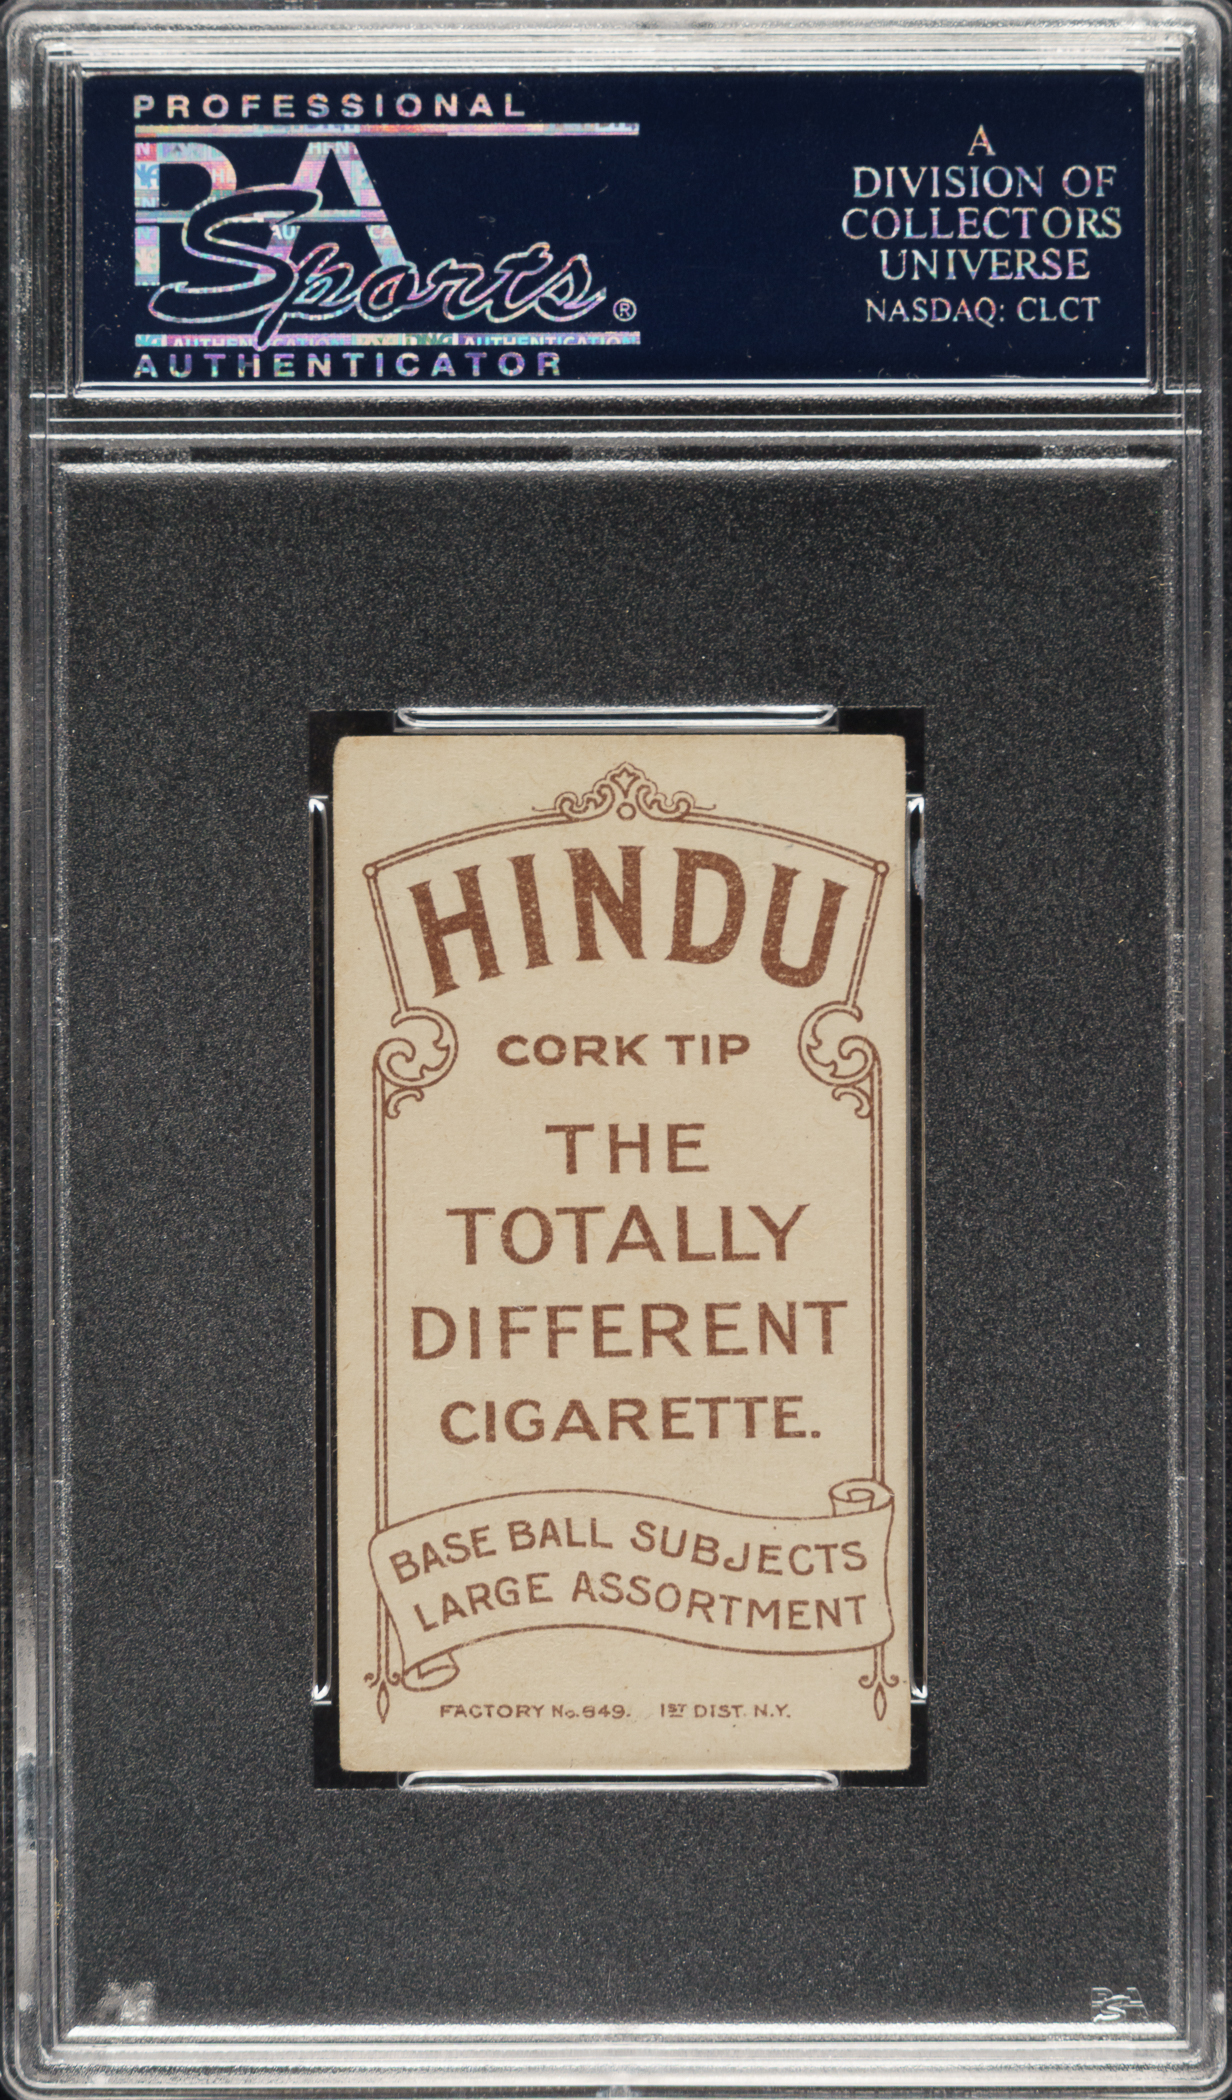 PROFESSIONAL
PSA
Sports®
AUTHENTICATOR
A
DIVISION OF
COLLECTORS
UNIVERSE
NASDAQ: CLCT
HINDU
CORK TIP
THE
TOTALLY
DIFFERENT
CIGARETTE.
BASE BALL SUBJECTS
LARGE ASSORTMENT
FACTORY No. 649. 1ST DIST. N.Y.
PSA